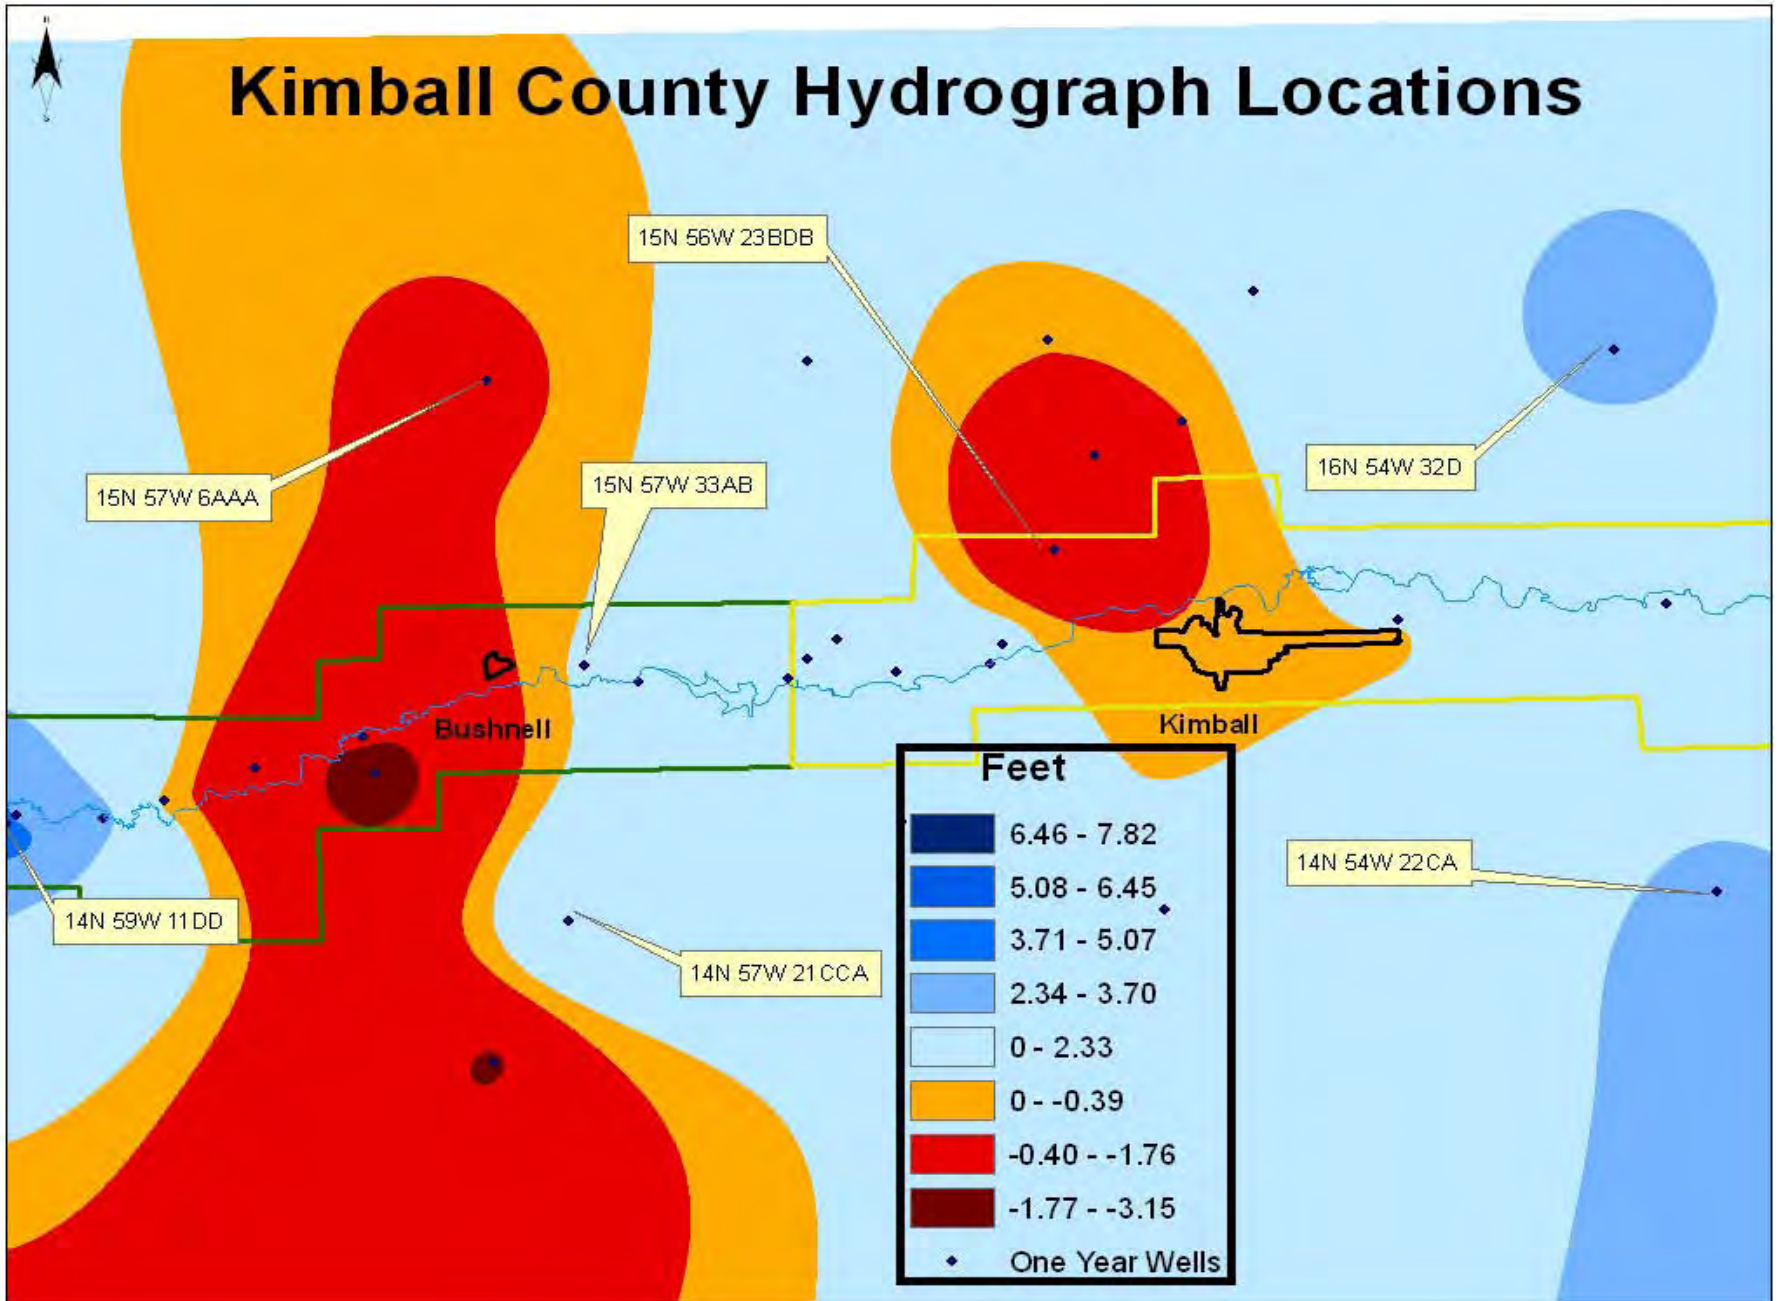 Kimball County Hydrograph Locations
15N 56W 23BDB
15N 57W 6AAA
15N 57W 33AB
16N 54W 32D
Bushnell
Kimball
14N 59W 11DD
14N 57W 21CCA
14N 54W 22CA
Feet
6.46 - 7.82
5.08 - 6.45
3.71 - 5.07
2.34 - 3.70
0 - 2.33
0 - -0.39
-0.40 - -1.76
-1.77 - -3.15
One Year Wells